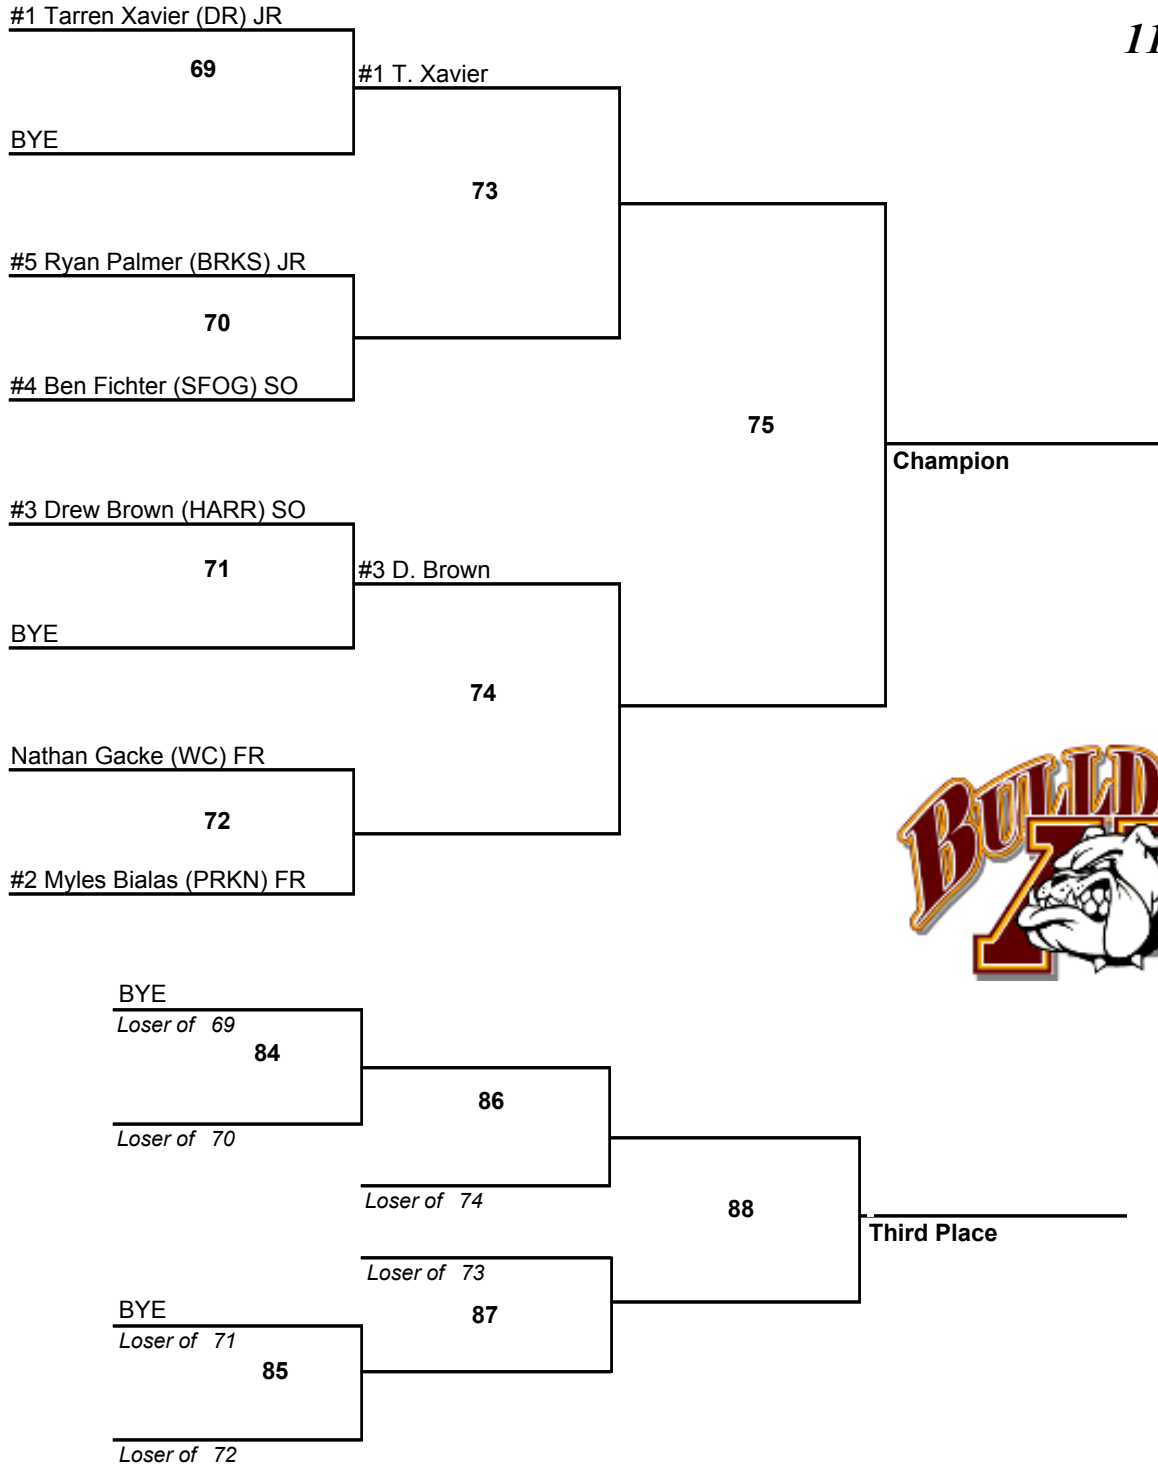 #1 Tarren Xavier (DR) JR
11
69
#1 T. Xavier
BYE
73
#5 Ryan Palmer (BRKS) JR
70
#4 Ben Fichter (SFOG) SO
75
Champion
#3 Drew Brown (HARR) SO
71
#3 D. Brown
BYE
74
Nathan Gacke (WC) FR
72
#2 Myles Bialas (PRKN) FR
BULLD
BYE
Loser of 69
84
86
Loser of 70
Loser of 74
88
Third Place
Loser of 73
BYE
87
Loser of 71
85
Loser of 72